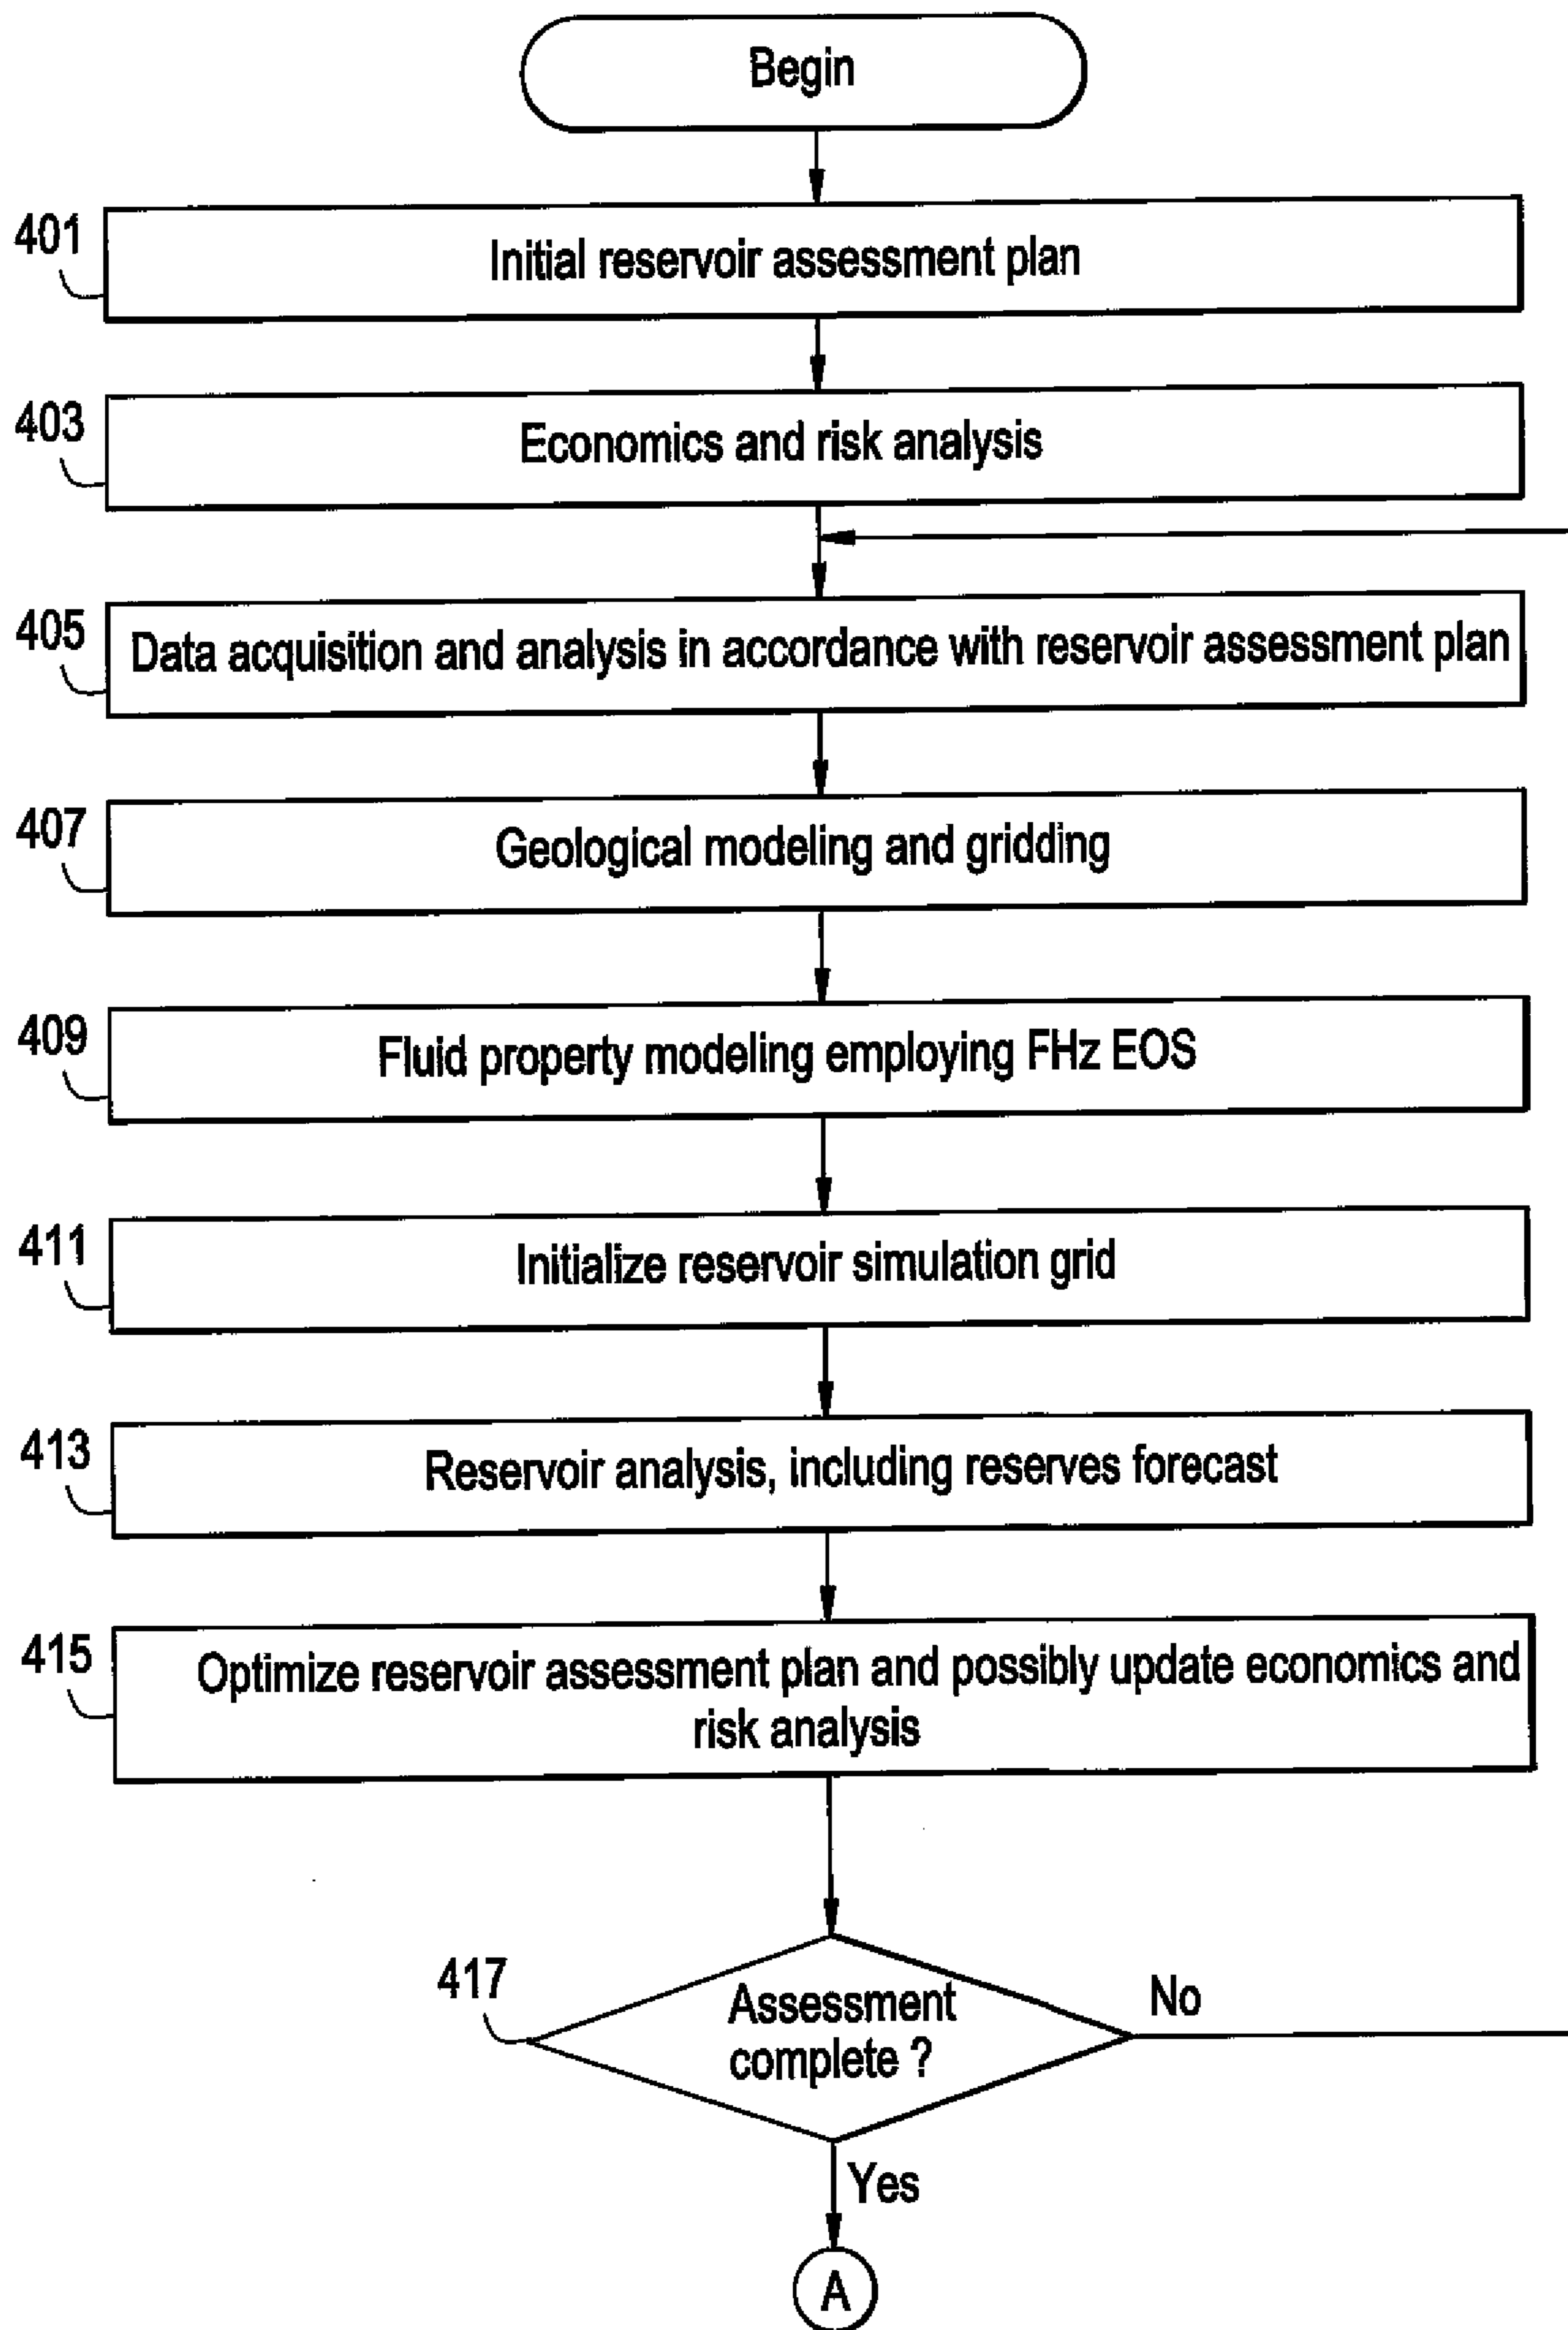 Begin
401
Initial reservoir assessment plan
403
Economics and risk analysis
405
Data acquisition and analysis in accordance with reservoir assessment plan
407
Geological modeling and gridding
409
Fluid property modeling employing FHz EOS
411
Initialize reservoir simulation grid
413
Reservoir analysis, including reserves forecast
415
Optimize reservoir assessment plan and possibly update economics and
risk analysis
417
Assessment
complete ?
No
Yes
A